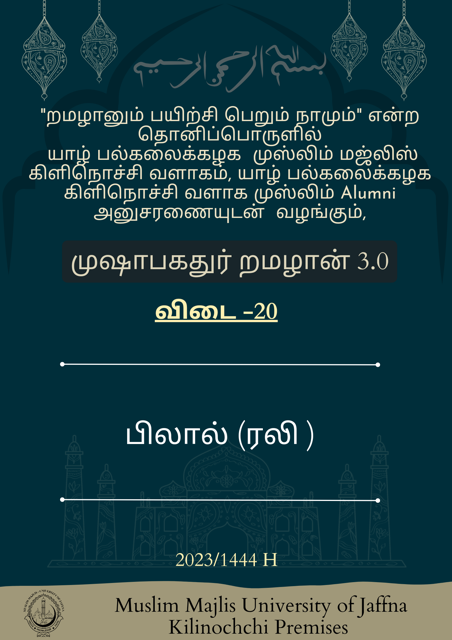 بسم الله الرحمن الرحيم
"றமழானும் பயிற்சி பெறும் நாமும்" என்ற
தொனிப்பொருளில்
யாழ் பல்கலைக்கழக முஸ்லிம் மஜ்லிஸ்
கிளிநொச்சி வளாகம், யாழ் பல்கலைக்கழக
கிளிநொச்சி வளாக முஸ்லிம் Alumni
அனுசரணையுடன் வழங்கும்,
முஷாபகதுர் றமழான் 3.0
விடை -20
பிலால் (ரலி )
2023/1444 H
Muslim Majlis University of Jaffna
Kilinochchi Premises